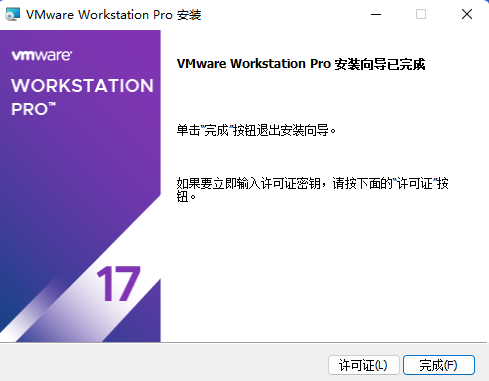 VMware Workstation Pro 安装
vmware®
WORKSTATION
PRO™
17
VMware Workstation Pro 安装向导已完成
单击“完成”按钮退出安装向导。
如果要立即输入许可证密钥，请按下面的“许可证”按
钮。
许可证(L)
完成(F)